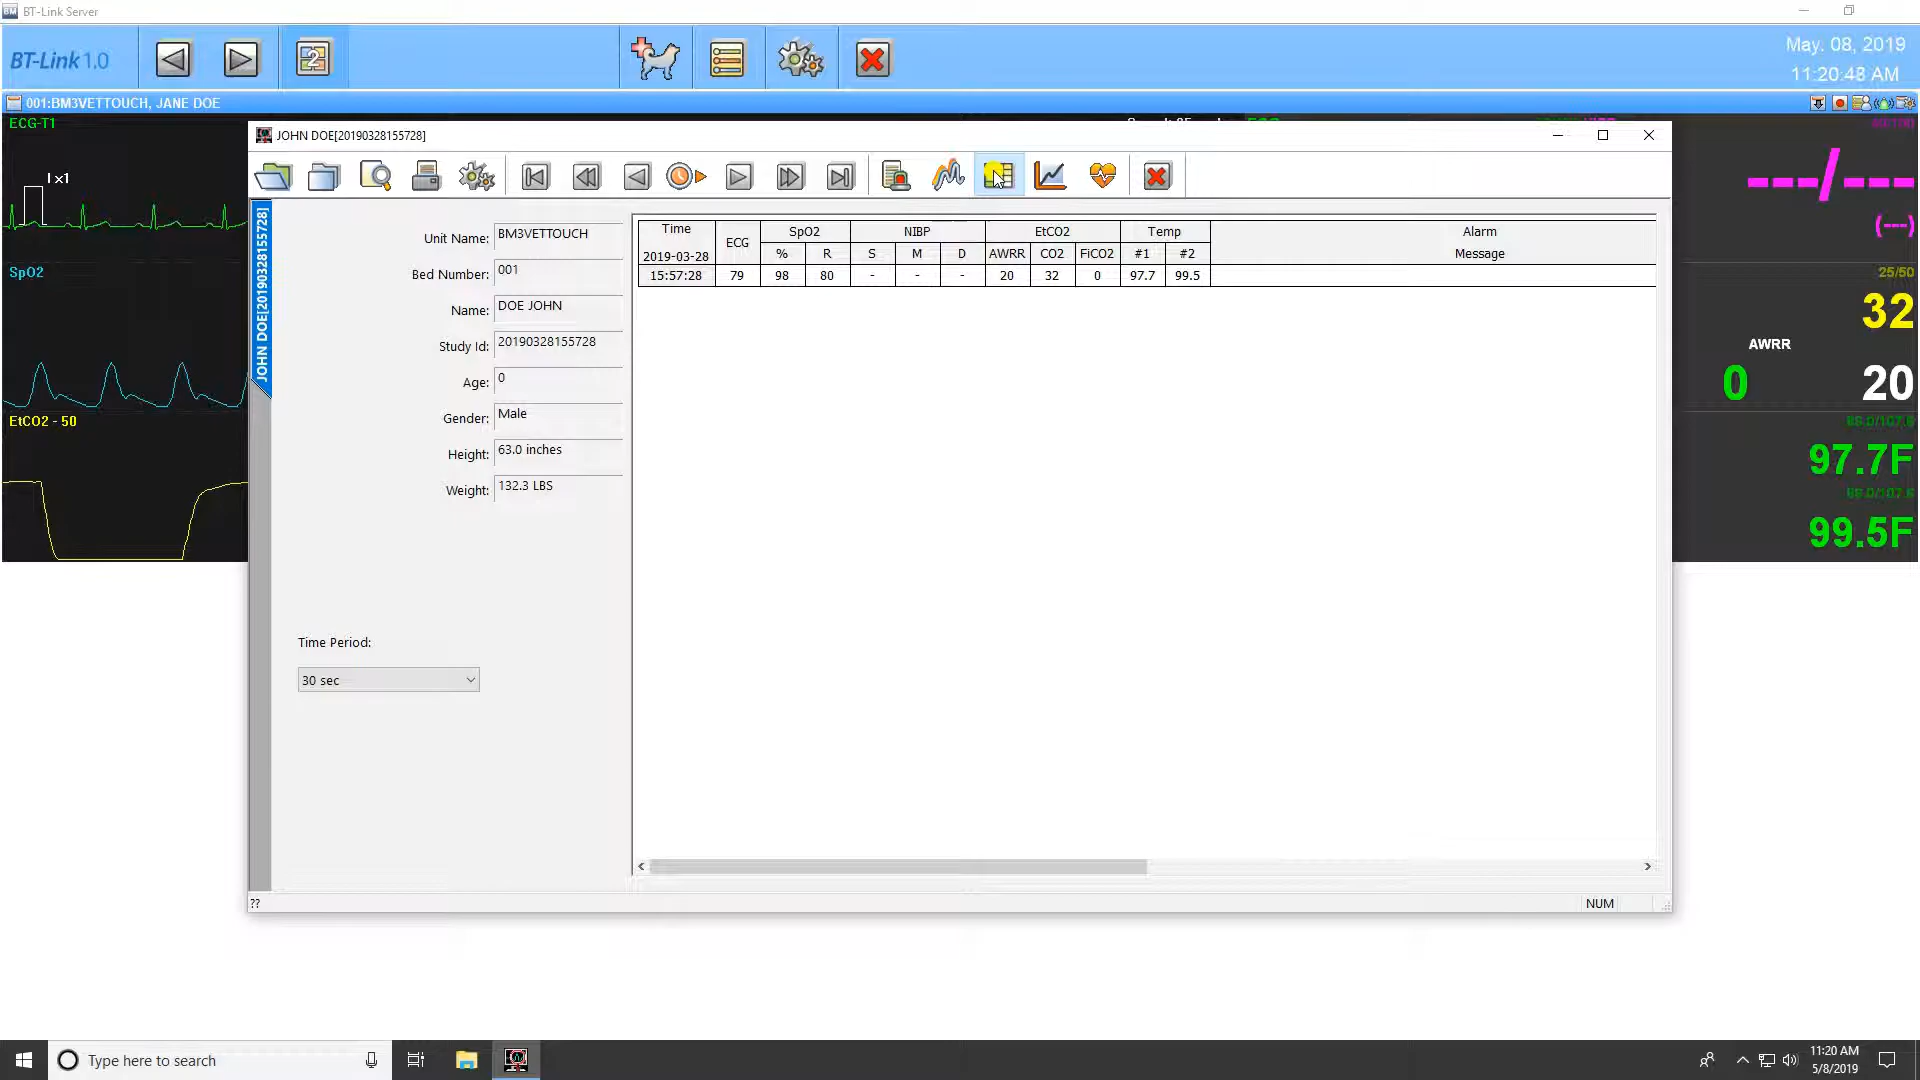 BT-Link Server
BT-Link 1.0
2
May. 08, 2019
11:20:48 AM
001:BM3VETTOUCH, JANE DOE
ECG-T1
I x1
SpO2
EtCO2 - 50
JOHN DOE[20190328155728]
JOHN DOE[20190328155728]
Unit Name: BM3VETTOUCH
Bed Number: 001
Name: DOE JOHN
Study Id: 20190328155728
Age: 0
Gender: Male
Height: 63.0 inches
Weight: 132.3 LBS
Time Period:
30 sec
Time ECG SpO2 NIBP EtCO2 Temp Alarm
2019-03-28 % R S M D AWRR CO2 FiCO2 #1 #2 Message
15:57:28 79 98 80 - - - 20 32 0 97.7 99.5
??
NUM
---/---
(---)
25/50
32
AWRR
0 20
97.7F
99.5F
Type here to search
11:20 AM
5/8/2019